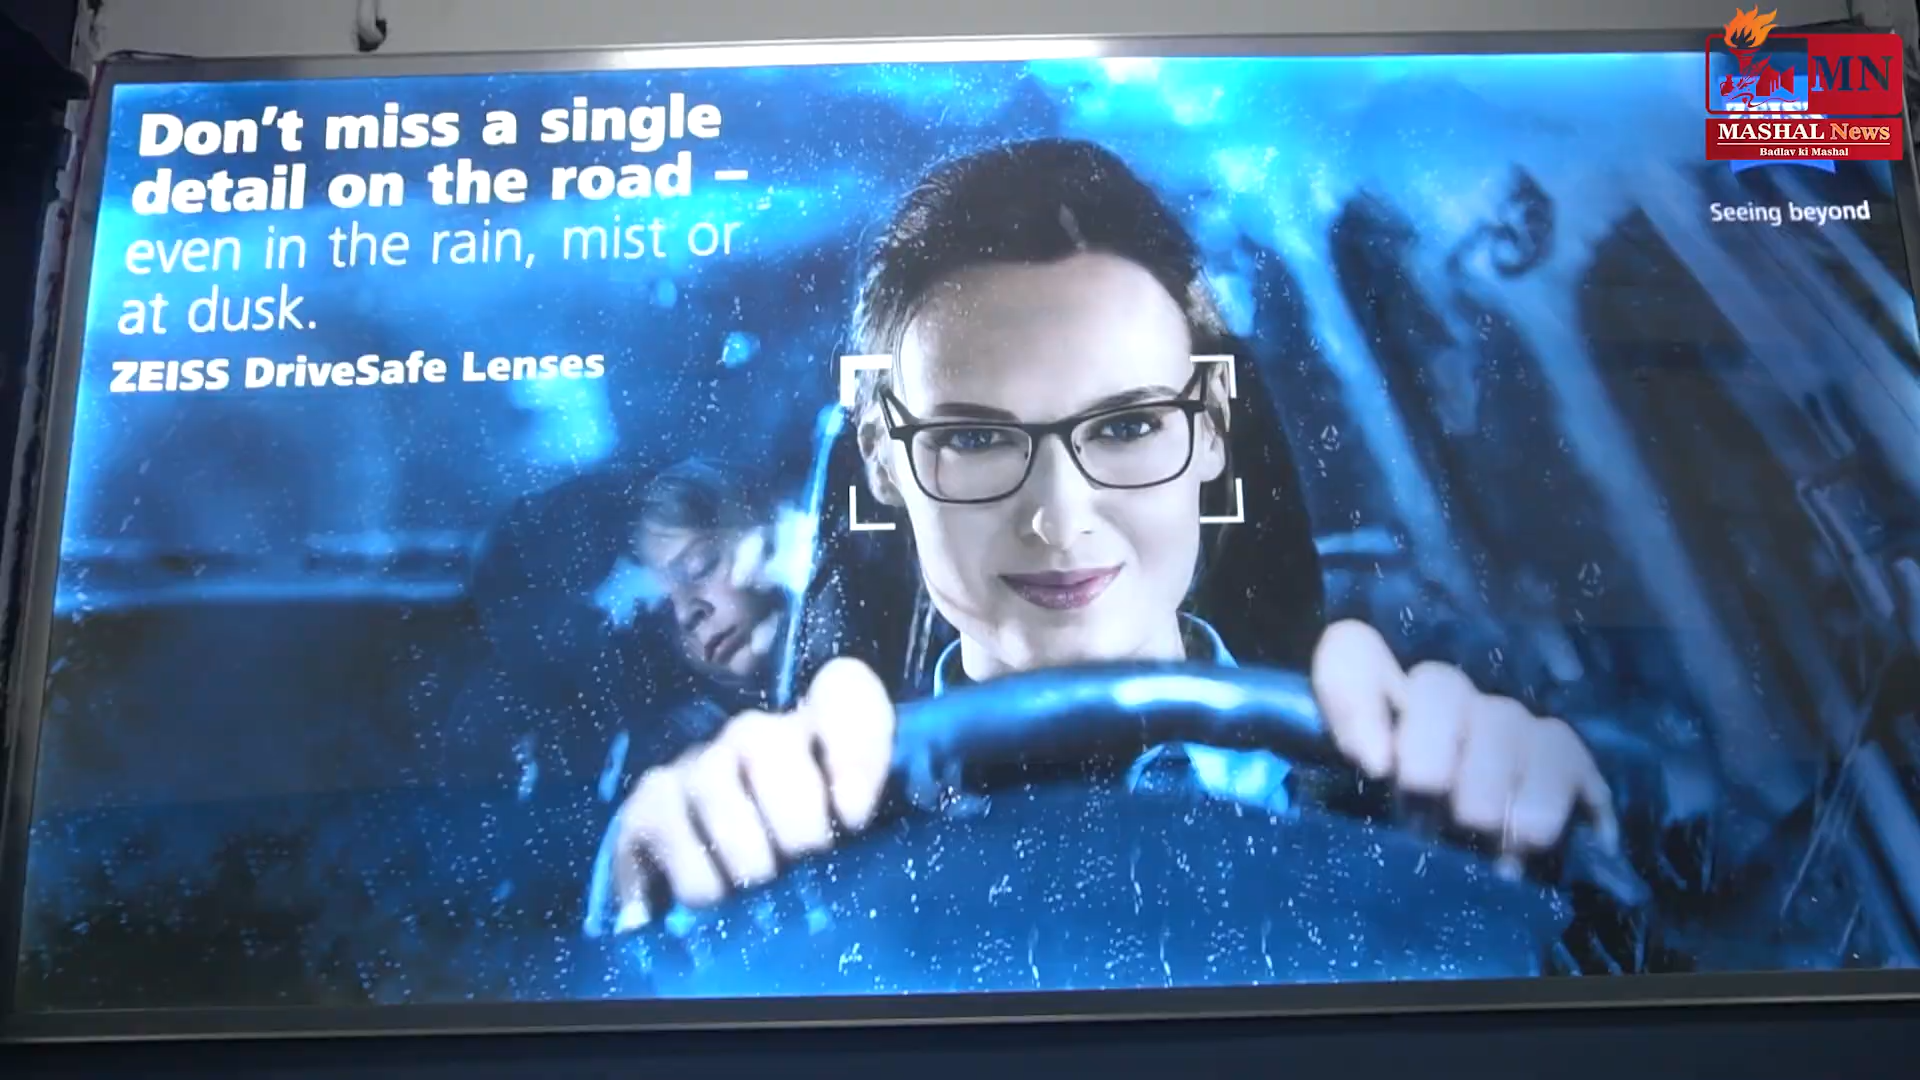 Don't miss a single
detail on the road –
even in the rain, mist or
at dusk.
ZEISS DriveSafe Lenses
MN
MASHAL News
Badlav ki Mashal
Seeing beyond